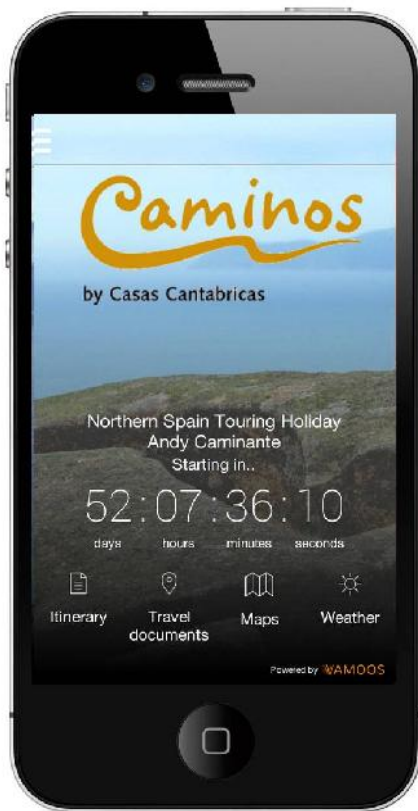 Caminos
by Casas Cantabricas
Northern Spain Touring Holiday
Andy Caminante
Starting in..
52:07:36:10
days hours minutes seconds
Itinerary Travel documents Maps Weather
Powered by VAMOOS